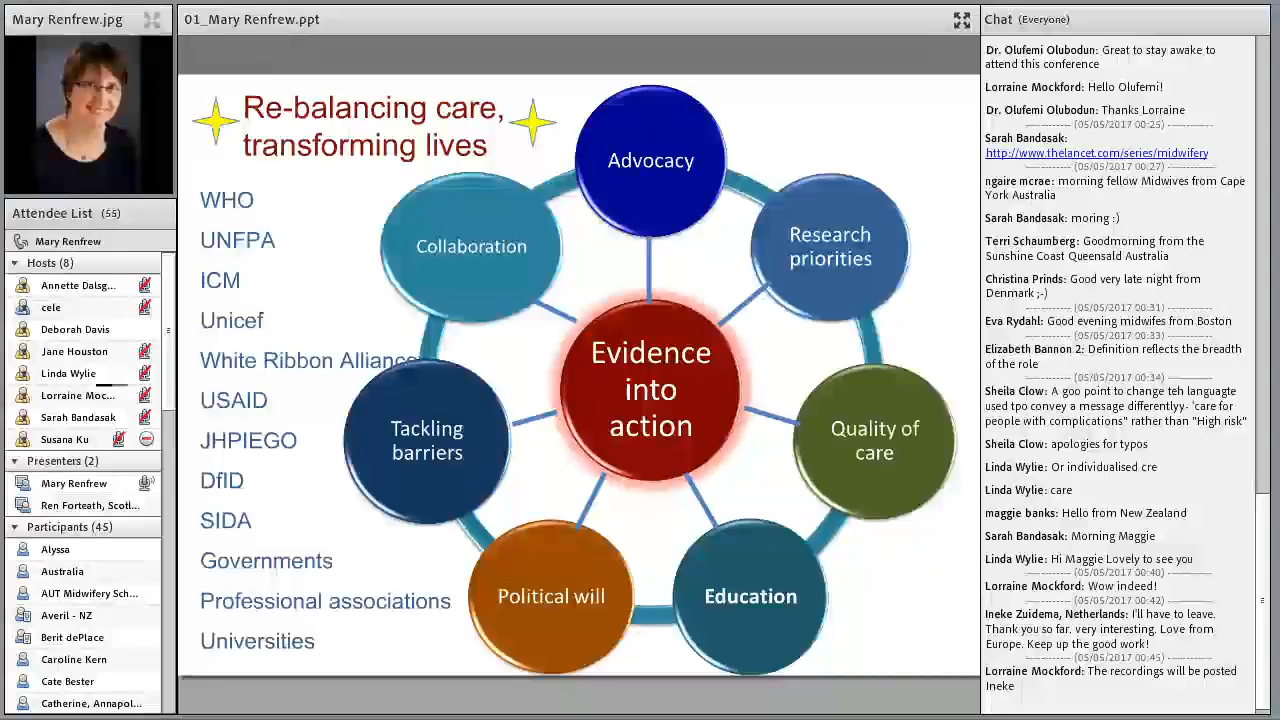 Mary Renfrew.jpg
Attendee List (55)
Mary Renfrew
Hosts (8)
Annette Dalsg...
cele
Deborah Davis
Jane Houston
Linda Wylie
Lorraine Moc...
Sarah Bandasak
Susana Ku
Presenters (2)
Mary Renfrew
Ren Forteath, Scotl...
Participants (45)
Alyssa
Australia
AUT Midwifery Sch...
Averil - NZ
Berit dePlace
Caroline Kern
Cate Bester
Catherine, Annapol...
01_Mary Renfrew.ppt
Re-balancing care,
transforming lives
WHO
UNFPA
ICM
Unicef
White Ribbon Alliance
USAID
JHPIEGO
DfID
SIDA
Governments
Professional associations
Universities
Advocacy
Research
priorities
Quality of
care
Education
Political will
Tackling
barriers
Collaboration
Evidence
into
action
Chat (Everyone)
Dr. Olufemi Olubodun: Great to stay awake to
attend this conference
Lorraine Mockford: Hello Olufemi!
Dr. Olufemi Olubodun: Thanks Lorraine
----------- (05/05/2017 00:25) -----------
Sarah Bandasak:
http://www.thelancet.com/series/midwifery
----------- (05/05/2017 00:27) -----------
ngaire mcrae: morning fellow Midwives from Cape
York Australia
Sarah Bandasak: moring :)
Terri Schaumberg: Goodmorning from the
Sunshine Coast Queensald Australia
Christina Prinds: Good very late night from
Denmark ;-)
----------- (05/05/2017 00:31) -----------
Eva Rydahl: Good evening midwifes from Boston
----------- (05/05/2017 00:33) -----------
Elizabeth Bannon 2: Definition reflects the breadth
of the role
----------- (05/05/2017 00:34) -----------
Sheila Clow: A goo point to change teh languagte
used tpo convey a message differentlyy- 'care for
people with complications" rather than "High risk"
Sheila Clow: apologies for typos
Linda Wylie: Or individualised cre
Linda Wylie: care
maggie banks: Hello from New Zealand
Sarah Bandasak: Morning Maggie
Linda Wylie: Hi Maggie Lovely to see you
----------- (05/05/2017 00:40) -----------
Lorraine Mockford: Wow indeed!
----------- (05/05/2017 00:42) -----------
Ineke Zuidema, Netherlands: I'll have to leave.
Thank you so far. very interesting. Love from
Europe. Keep up the good work!
----------- (05/05/2017 00:45) -----------
Lorraine Mockford: The recordings will be posted
Ineke